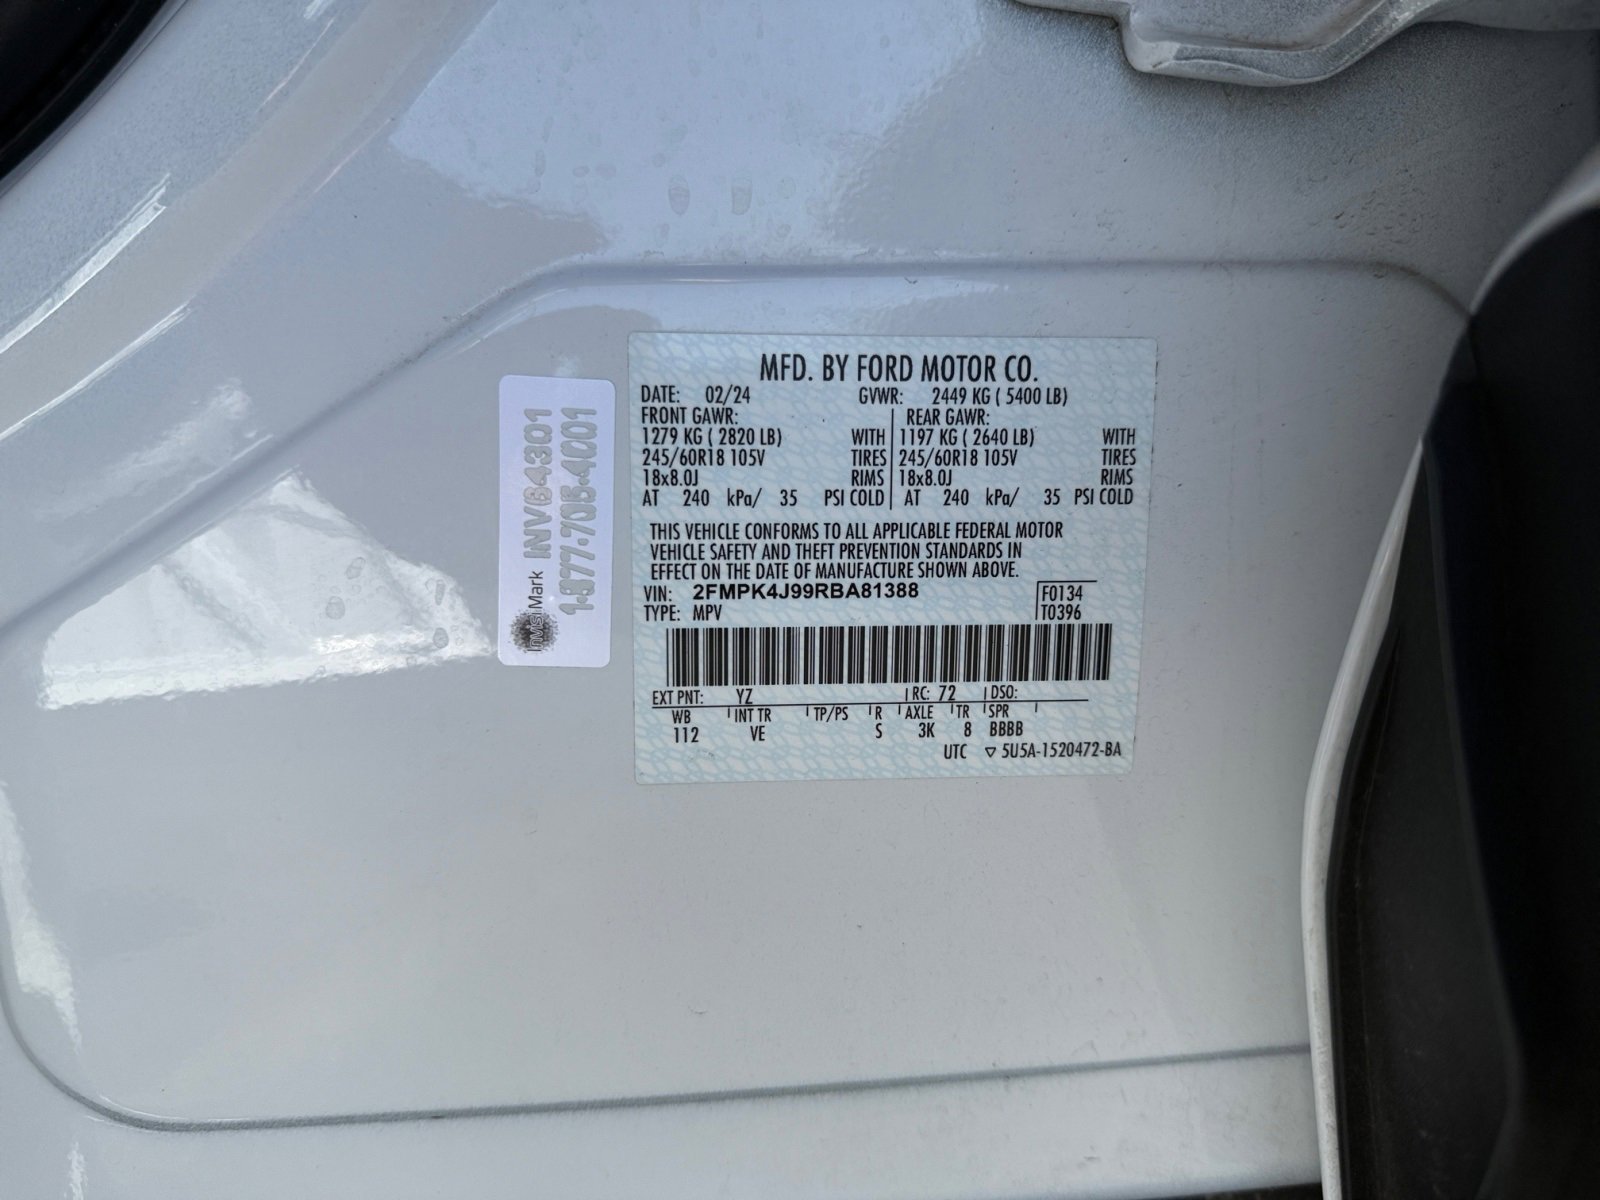 MFD. BY FORD MOTOR CO.
DATE: 02/24 GVWR: 2449 KG ( 5400 LB)
FRONT GAWR: REAR GAWR:
1279 KG ( 2820 LB) WITH 1197 KG ( 2640 LB) WITH
245/60R18 105V TIRES 245/60R18 105V TIRES
18x8.0J RIMS 18x8.0J RIMS
AT 240 kPa/ 35 PSI COLD AT 240 kPa/ 35 PSI COLD
THIS VEHICLE CONFORMS TO ALL APPLICABLE FEDERAL MOTOR
VEHICLE SAFETY AND THEFT PREVENTION STANDARDS IN
EFFECT ON THE DATE OF MANUFACTURE SHOWN ABOVE.
VIN: 2FMPK4J99RBA81388 F0134
TYPE: MPV T0396
EXT PNT: YZ RC: 72 DSO:
WB INT TR TP/PS R AXLE TR SPR
112 VE S 3K 8 BBBB
UTC ▽ 5U5A-1520472-BA
InvisiMark
1-877-705-4001